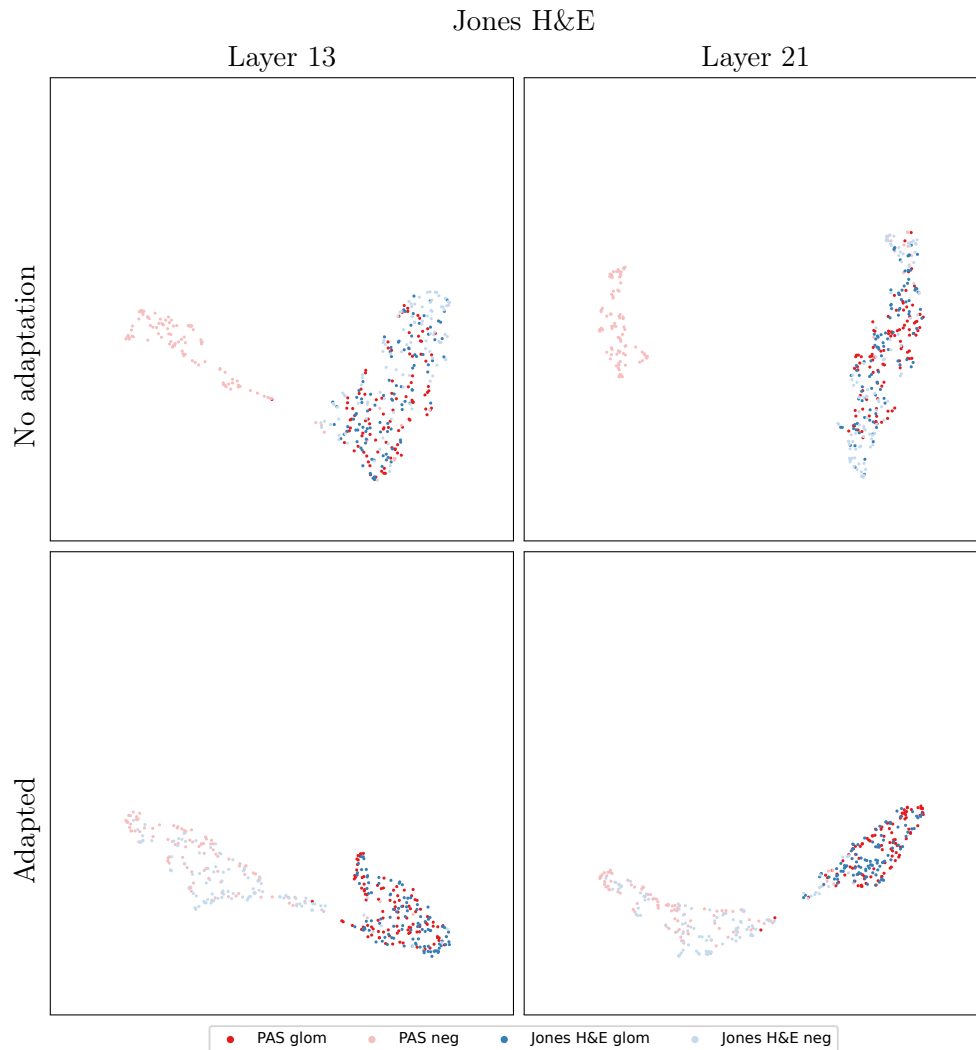 Jones H&E
Layer 13
Layer 21
No adaptation
Adapted
PAS glom
PAS neg
Jones H&E glom
Jones H&E neg